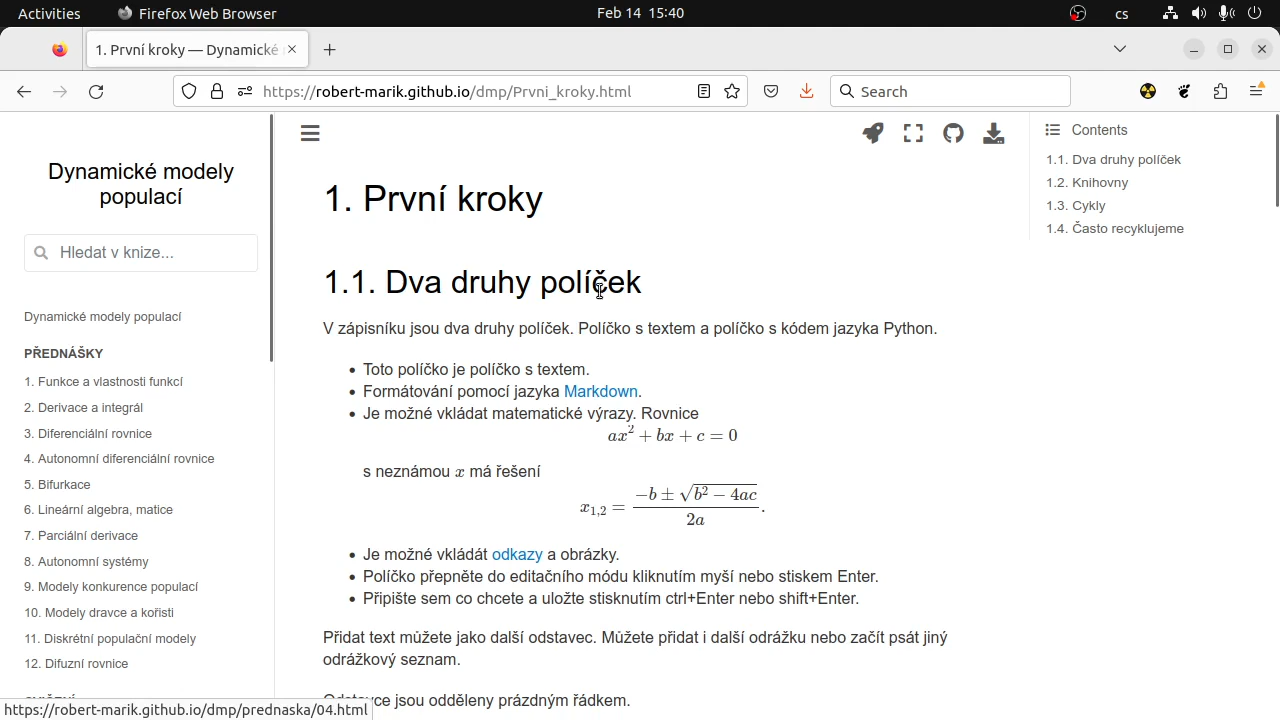 Activities
Firefox Web Browser
Feb 14 15:40
cs
1. První kroky — Dynamické
https://robert-marik.github.io/dmp/Prvni_kroky.html
Search
Dynamické modely
populací
Hledat v knize...
Dynamické modely populací
PŘEDNÁŠKY
1. Funkce a vlastnosti funkcí
2. Derivace a integrál
3. Diferenciální rovnice
4. Autonomní diferenciální rovnice
5. Bifurkace
6. Lineární algebra, matice
7. Parciální derivace
8. Autonomní systémy
9. Modely konkurence populací
10. Modely dravce a kořisti
11. Diskrétní populační modely
12. Difuzní rovnice
https://robert-marik.github.io/dmp/prednaska/04.html
1. První kroky
1.1. Dva druhy políček
V zápisníku jsou dva druhy políček. Políčko s textem a políčko s kódem jazyka Python.
• Toto políčko je políčko s textem.
• Formátování pomocí jazyka Markdown.
• Je možné vkládat matematické výrazy. Rovnice
ax² + bx + c = 0
s neznámou x má řešení
x₁,₂ = (−b ± √(b² − 4ac)) / 2a.
• Je možné vkládat odkazy a obrázky.
• Políčko přepněte do editačního módu kliknutím myší nebo stiskem Enter.
• Připište sem co chcete a uložte stisknutím ctrl+Enter nebo shift+Enter.
Přidat text můžete jako další odstavec. Můžete přidat i další odrážku nebo začít psát jiný
odrážkový seznam.
jsou odděleny prázdným řádkem.
Contents
1.1. Dva druhy políček
1.2. Knihovny
1.3. Cykly
1.4. Často recyklujeme